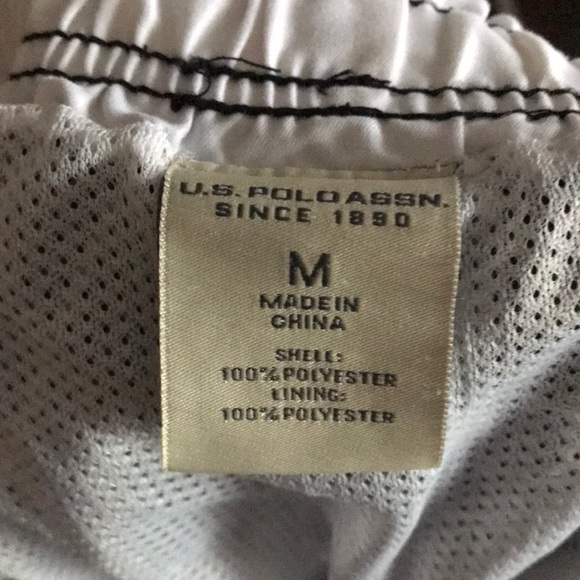 U.S. POLO ASSN.
SINCE 1890
M
MADE IN
CHINA
SHELL:
100% POLYESTER
LINING:
100% POLYESTER